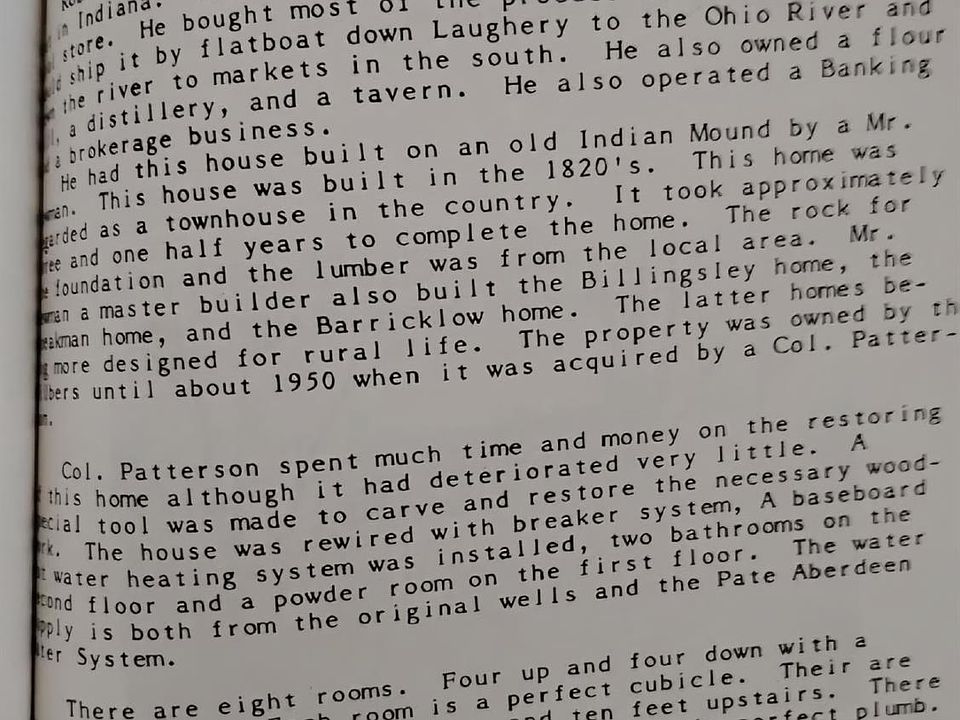 in Indiana.
store. He bought most of the
ship it by flatboat down Laughery to the Ohio River and
the river to markets in the south. He also owned a flour
a distillery, and a tavern. He also operated a Banking
a brokerage business.
He had this house built on an old Indian Mound by a Mr.
This house was built in the 1820's. This home was
as a townhouse in the country. It took approximately
and one half years to complete the home. The rock for
foundation and the lumber was from the local area. Mr.
a master builder also built the Billingsley home, the
home, and the Barricklow home. The latter homes be-
more designed for rural life. The property was owned by th
until about 1950 when it was acquired by a Col. Patter-
Col. Patterson spent much time and money on the restoring
this home although it had deteriorated very little. A
tool was made to carve and restore the necessary wood-
The house was rewired with breaker system, A baseboard
water heating system was installed, two bathrooms on the
floor and a powder room on the first floor. The water
is both from the original wells and the Pate Aberdeen
System.
There are eight rooms. Four up and four down with a
room is a perfect cubicle. Their are
ten feet upstairs. There
plumb.